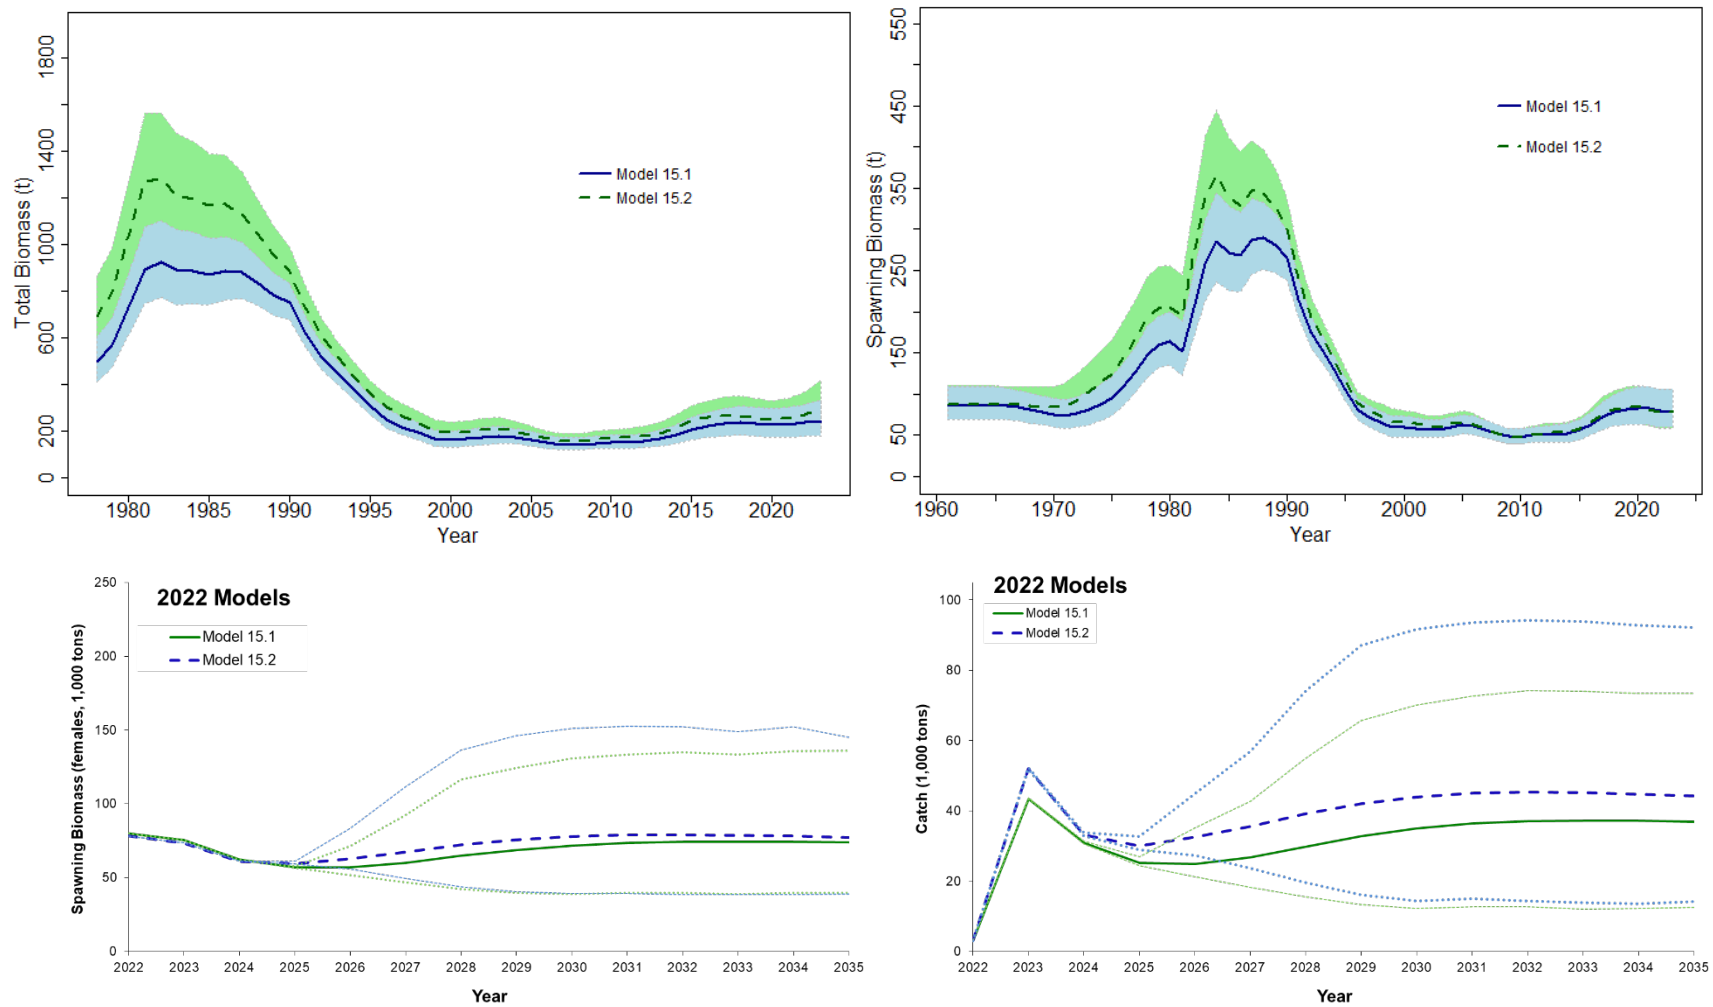 Total Biomass (t)
1800
1400
1000
600
200
0
Model 15.1
Model 15.2
1980 1985 1990 1995 2000 2005 2010 2015 2020
Year
Spawning Biomass (t)
550
450
350
250
150
50
0
Model 15.1
Model 15.2
1960 1970 1980 1990 2000 2010 2020
Year
2022 Models
Model 15.1
Model 15.2
Spawning Biomass (females, 1,000 tons)
250
200
150
100
50
0
2022 2023 2024 2025 2026 2027 2028 2029 2030 2031 2032 2033 2034 2035
Year
2022 Models
Model 15.1
Model 15.2
Catch (1,000 tons)
100
80
60
40
20
0
2022 2023 2024 2025 2026 2027 2028 2029 2030 2031 2032 2033 2034 2035
Year